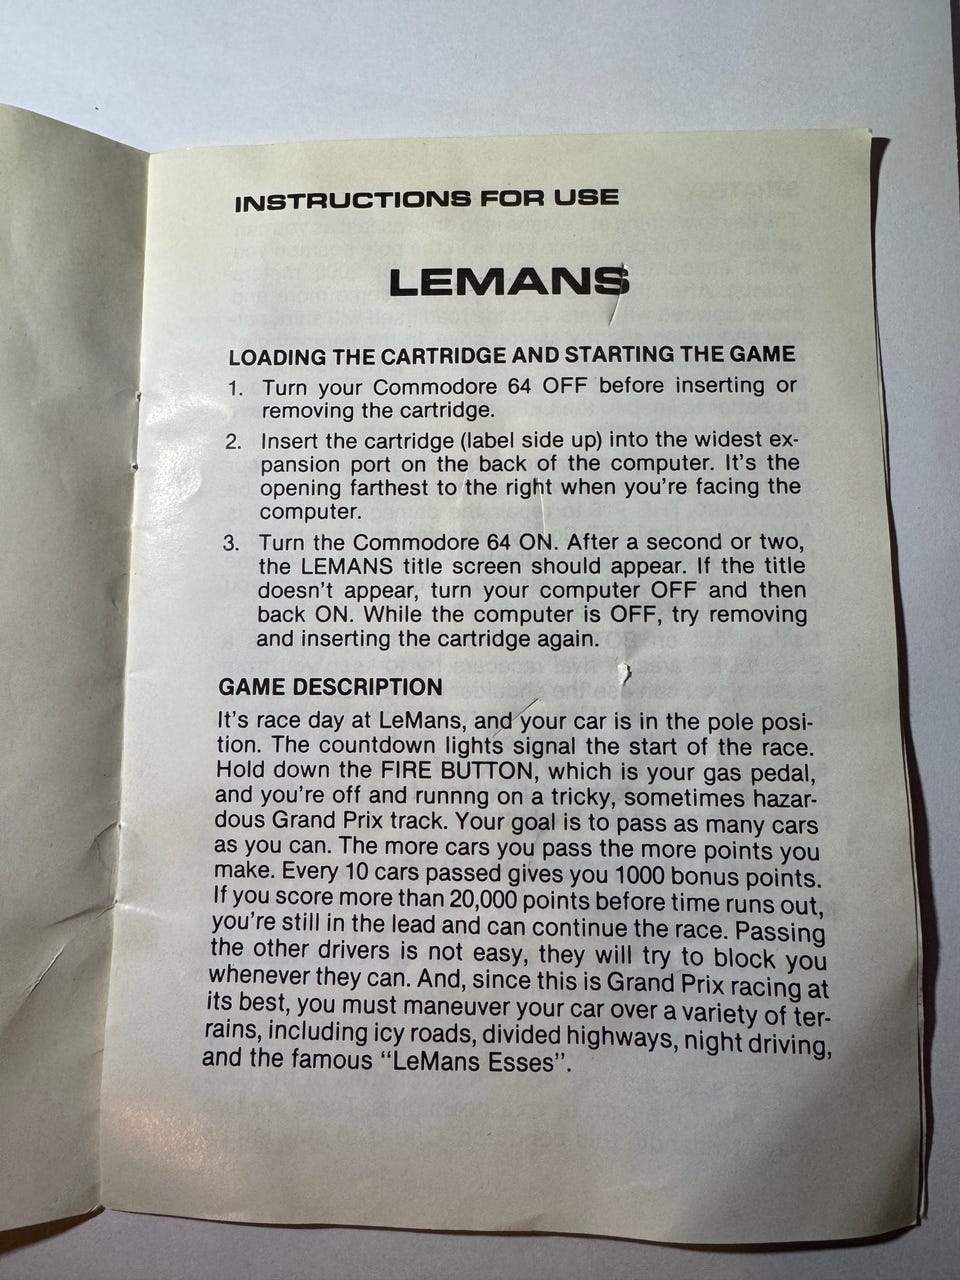 INSTRUCTIONS FOR USE
LEMANS
LOADING THE CARTRIDGE AND STARTING THE GAME
1. Turn your Commodore 64 OFF before inserting or
removing the cartridge.
2. Insert the cartridge (label side up) into the widest ex-
pansion port on the back of the computer. It's the
opening farthest to the right when you're facing the
computer.
3. Turn the Commodore 64 ON. After a second or two,
the LEMANS title screen should appear. If the title
doesn't appear, turn your computer OFF and then
back ON. While the computer is OFF, try removing
and inserting the cartridge again.
GAME DESCRIPTION
It's race day at LeMans, and your car is in the pole posi-
tion. The countdown lights signal the start of the race.
Hold down the FIRE BUTTON, which is your gas pedal,
and you're off and runnng on a tricky, sometimes hazar-
dous Grand Prix track. Your goal is to pass as many cars
as you can. The more cars you pass the more points you
make. Every 10 cars passed gives you 1000 bonus points.
If you score more than 20,000 points before time runs out,
you're still in the lead and can continue the race. Passing
the other drivers is not easy, they will try to block you
whenever they can. And, since this is Grand Prix racing at
its best, you must maneuver your car over a variety of ter-
rains, including icy roads, divided highways, night driving,
and the famous "LeMans Esses".